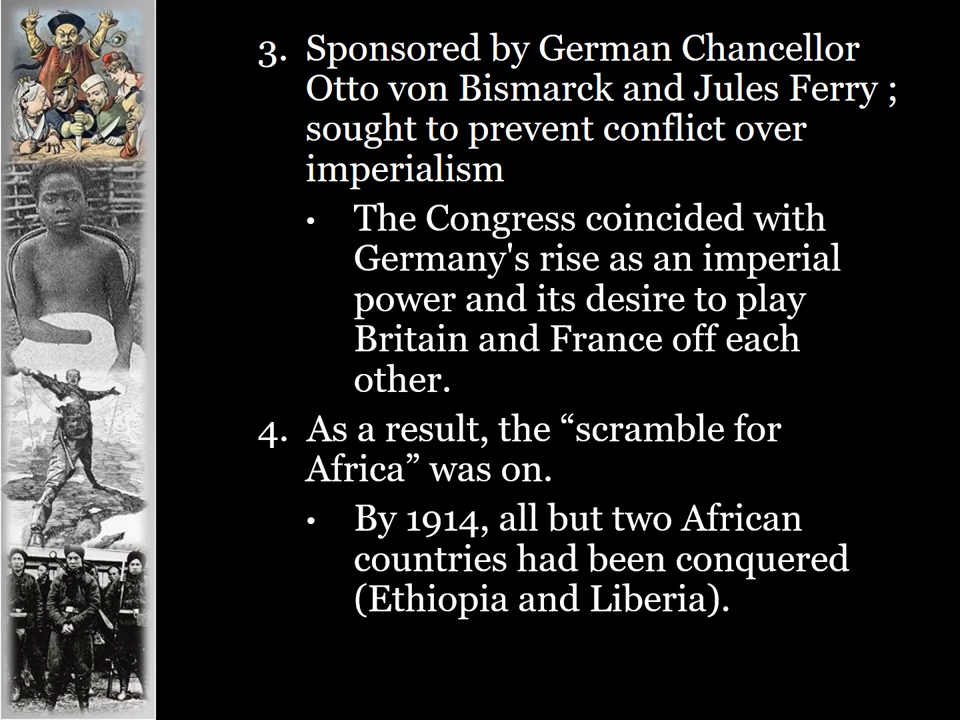 3. Sponsored by German Chancellor
Otto von Bismarck and Jules Ferry ;
sought to prevent conflict over
imperialism
• The Congress coincided with
Germany's rise as an imperial
power and its desire to play
Britain and France off each
other.
4. As a result, the “scramble for
Africa” was on.
• By 1914, all but two African
countries had been conquered
(Ethiopia and Liberia).